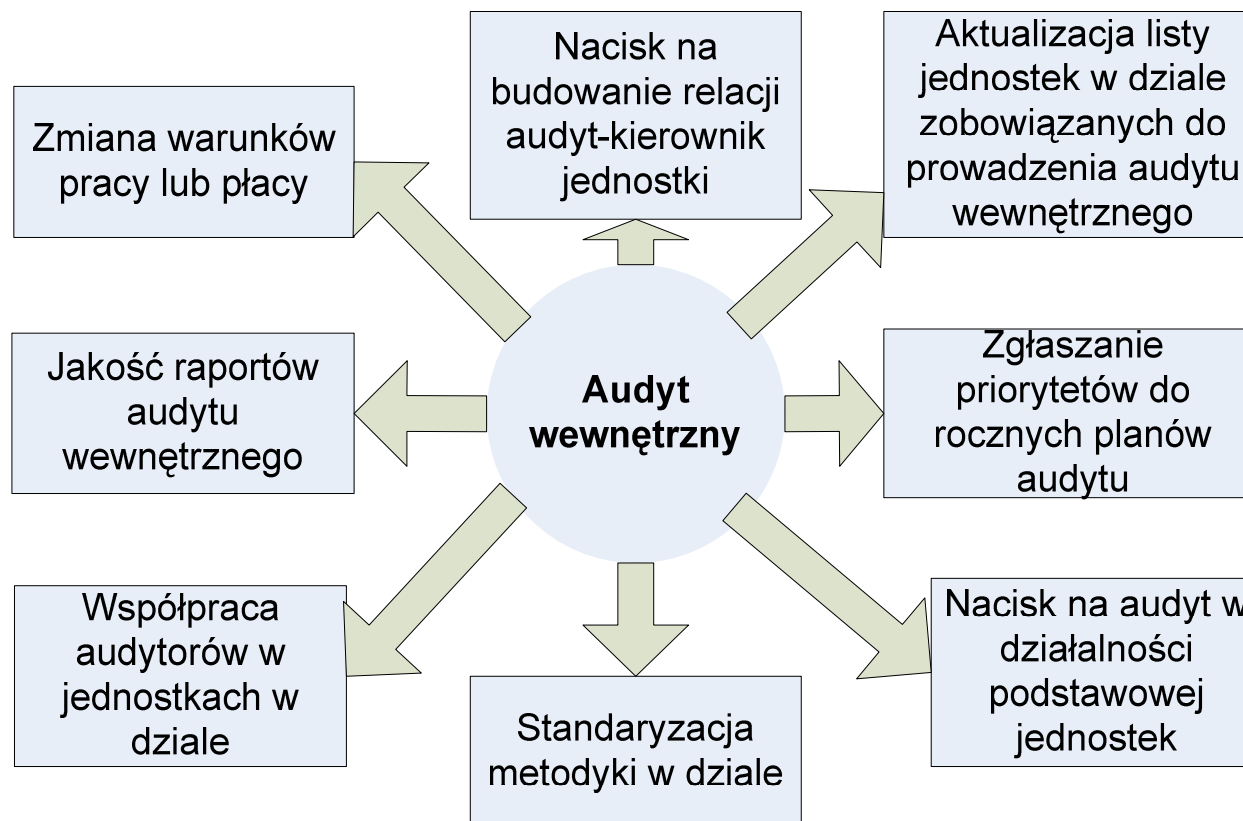 Nacisk na
budowanie relacji
audyt-kierownik
jednostki
Aktualizacja listy
jednostek w dziale
zobowiązanych do
prowadzenia audytu
wewnętrznego
Zmiana warunków
pracy lub płacy
Jakość raportów
audytu
wewnętrznego
Audyt
wewnętrzny
Zgłaszanie
priorytetów do
rocznych planów
audytu
Współpraca
audytorów w
jednostkach w
dziale
Standaryzacja
metodyki w dziale
Nacisk na audyt w
działalności
podstawowej
jednostek